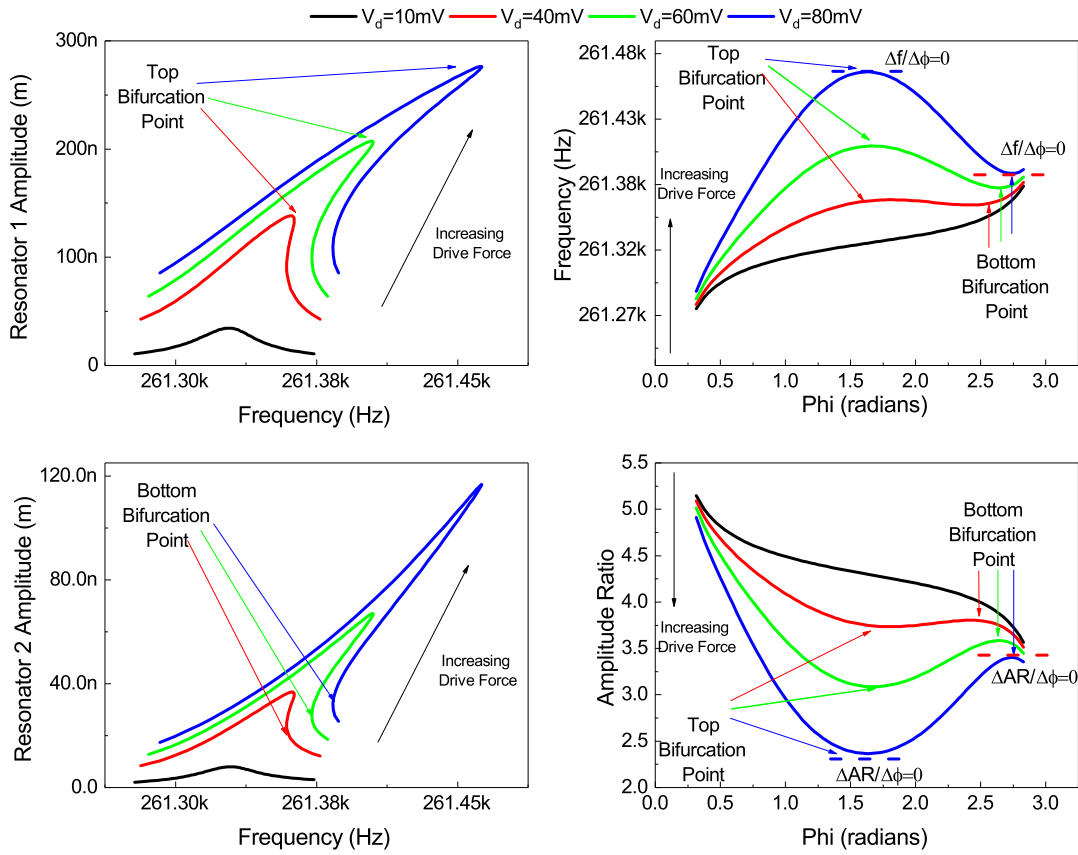 V_d=10mV V_d=40mV V_d=60mV V_d=80mV
300n
200n
100n
0
Resonator 1 Amplitude (m)
Top
Bifurcation
Point
Increasing
Drive Force
261.30k 261.38k 261.45k
Frequency (Hz)
261.48k
261.43k
261.38k
261.32k
261.27k
Frequency (Hz)
Top
Bifurcation
Point
Δf/Δϕ=0
Δf/Δϕ=0
Increasing
Drive Force
Bottom
Bifurcation
Point
0.0 0.5 1.0 1.5 2.0 2.5 3.0
Phi (radians)
120.0n
80.0n
40.0n
0.0
Resonator 2 Amplitude (m)
Bottom
Bifurcation
Point
Increasing
Drive Force
261.30k 261.38k 261.45k
Frequency (Hz)
5.5
5.0
4.5
4.0
3.5
3.0
2.5
2.0
Amplitude Ratio
Bottom
Bifurcation
Point
Increasing
Drive Force
ΔAR/Δϕ=0
Top
Bifurcation
Point
ΔAR/Δϕ=0
0.0 0.5 1.0 1.5 2.0 2.5 3.0
Phi (radians)